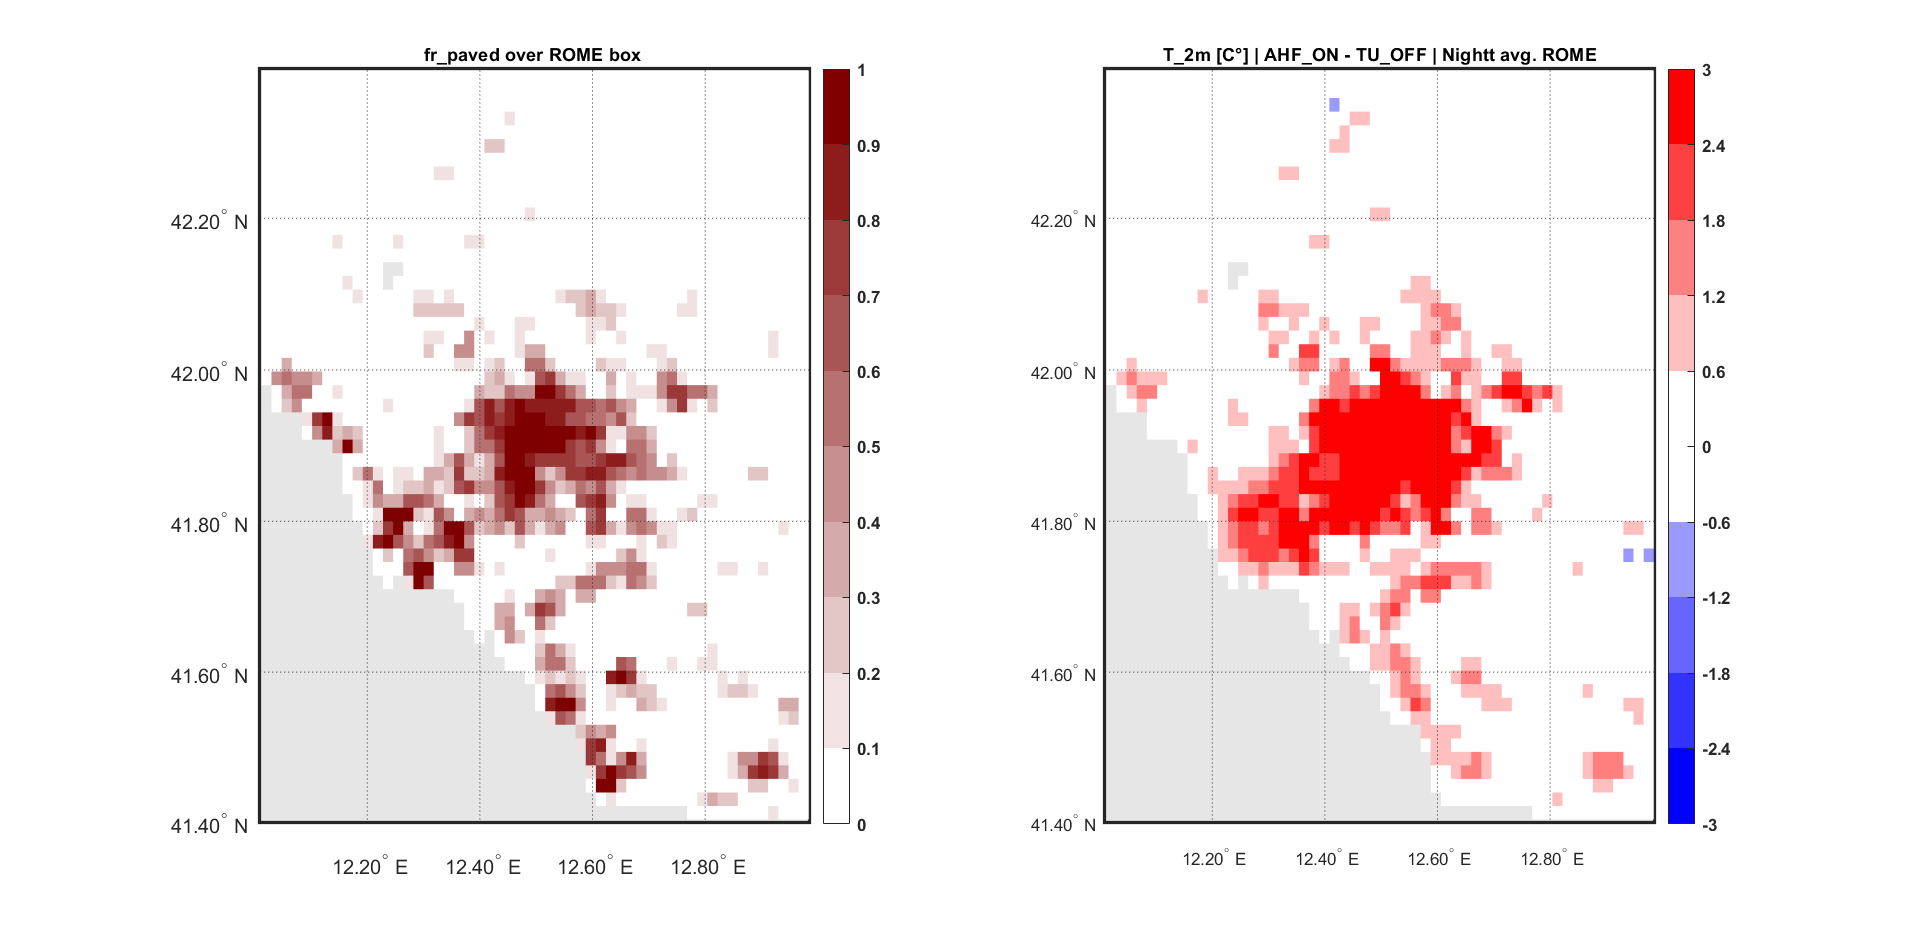 fr_paved over ROME box
42.20° N
42.00° N
41.80° N
41.60° N
41.40° N
12.20° E
12.40° E
12.60° E
12.80° E
1
0.9
0.8
0.7
0.6
0.5
0.4
0.3
0.2
0.1
0
T_2m [C°] | AHF_ON - TU_OFF | Nightt avg. ROME
42.20° N
42.00° N
41.80° N
41.60° N
41.40° N
12.20° E
12.40° E
12.60° E
12.80° E
3
2.4
1.8
1.2
0.6
0
-0.6
-1.2
-1.8
-2.4
-3